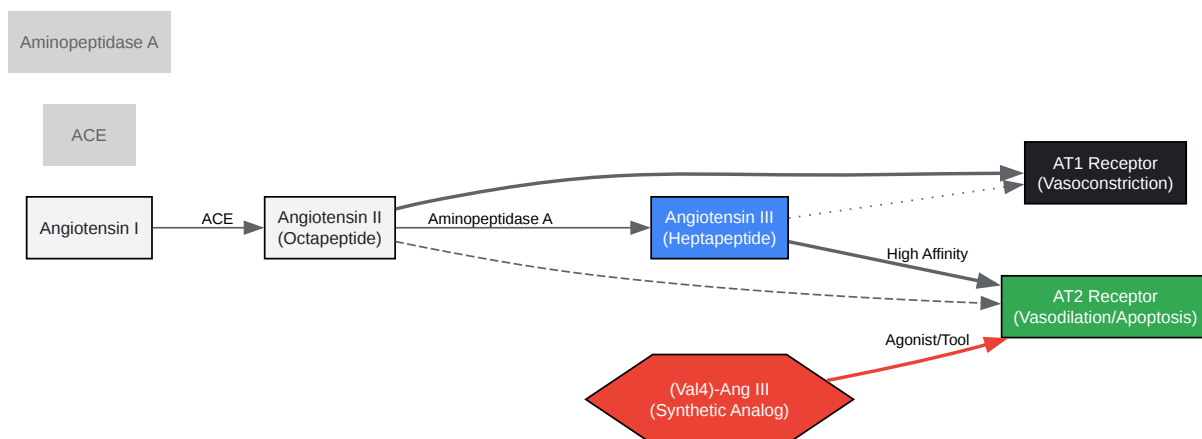 Aminopeptidase A
ACE
Angiotensin I
ACE
Angiotensin II
(Octapeptide)
Aminopeptidase A
Angiotensin III
(Heptapeptide)
AT1 Receptor
(Vasoconstriction)
High Affinity
AT2 Receptor
(Vasodilation/Apoptosis)
Agonist/Tool
(Val4)-Ang III
(Synthetic Analog)